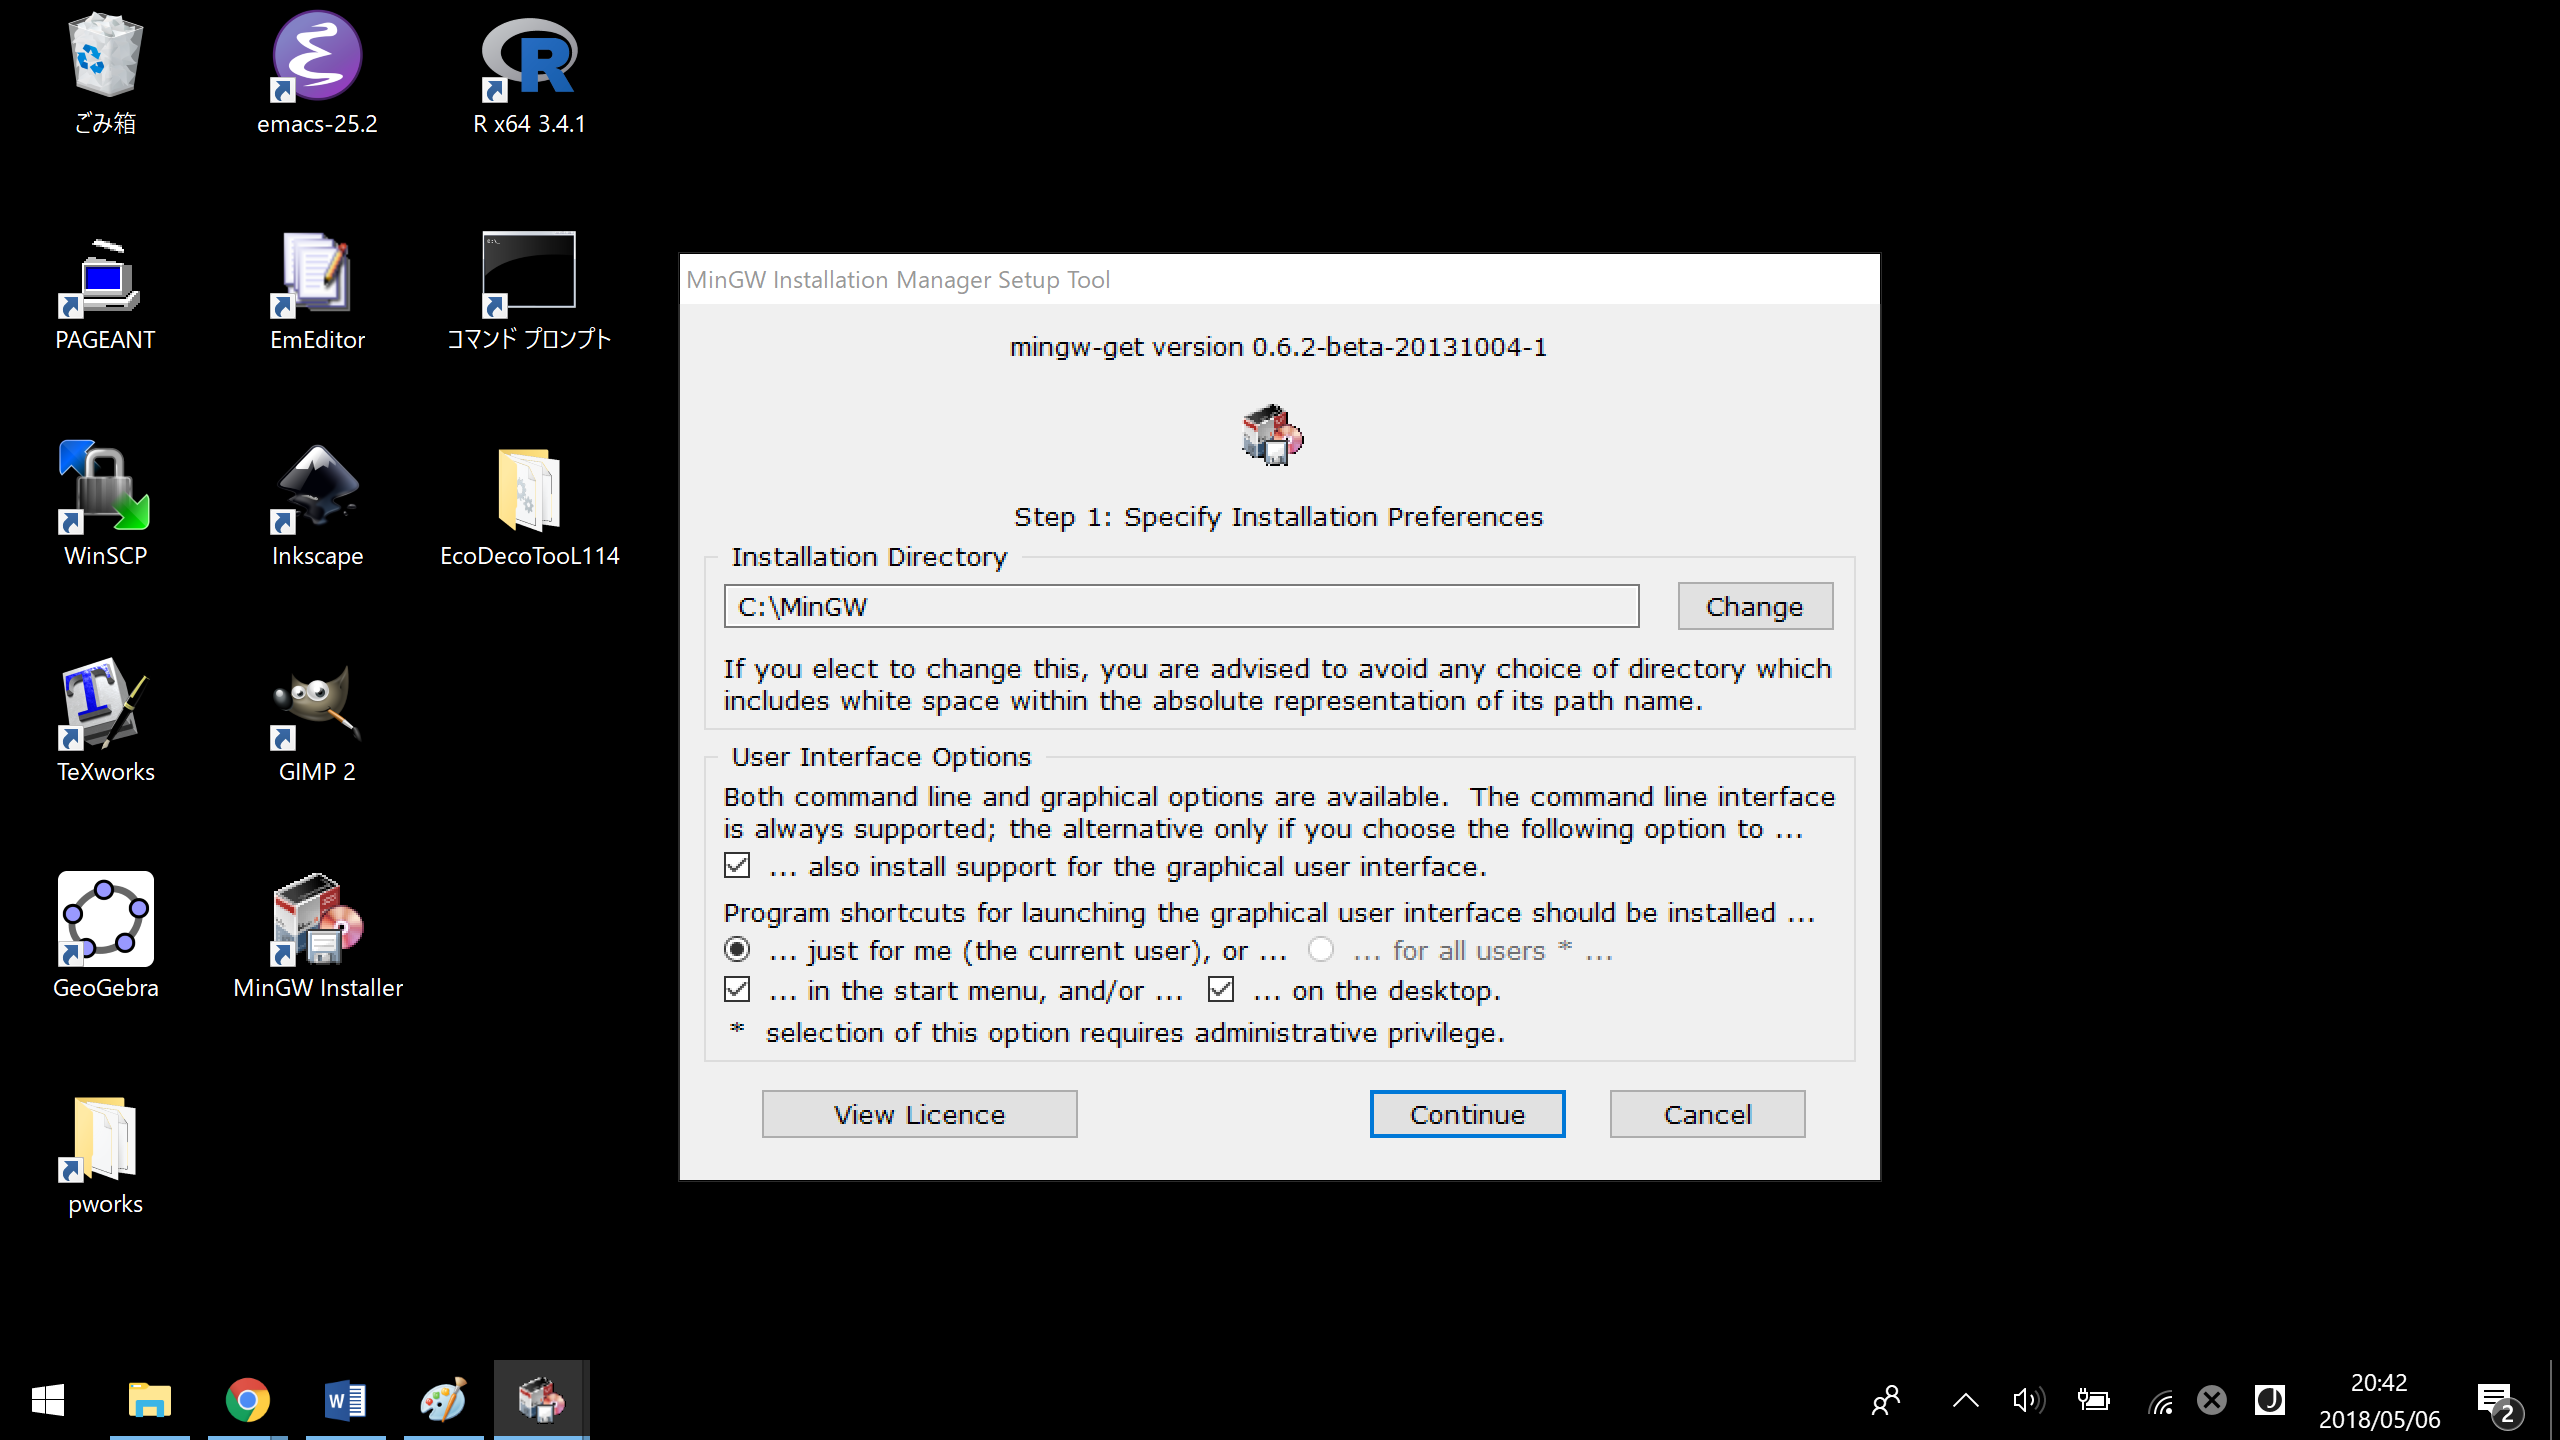 ごみ箱
emacs-25.2
R x64 3.4.1
PAGEANT
EmEditor
コマンド プロンプト
WinSCP
Inkscape
EcoDecoTooL114
TeXworks
GIMP 2
GeoGebra
MinGW Installer
pworks
MinGW Installation Manager Setup Tool
mingw-get version 0.6.2-beta-20131004-1
Step 1: Specify Installation Preferences
Installation Directory
C:\MinGW
Change
If you elect to change this, you are advised to avoid any choice of directory which
includes white space within the absolute representation of its path name.
User Interface Options
Both command line and graphical options are available.  The command line interface
is always supported; the alternative only if you choose the following option to ...
... also install support for the graphical user interface.
Program shortcuts for launching the graphical user interface should be installed ...
... just for me (the current user), or ... ... for all users * ...
... in the start menu, and/or ... ... on the desktop.
* selection of this option requires administrative privilege.
View Licence
Continue
Cancel
20:42
2018/05/06
2